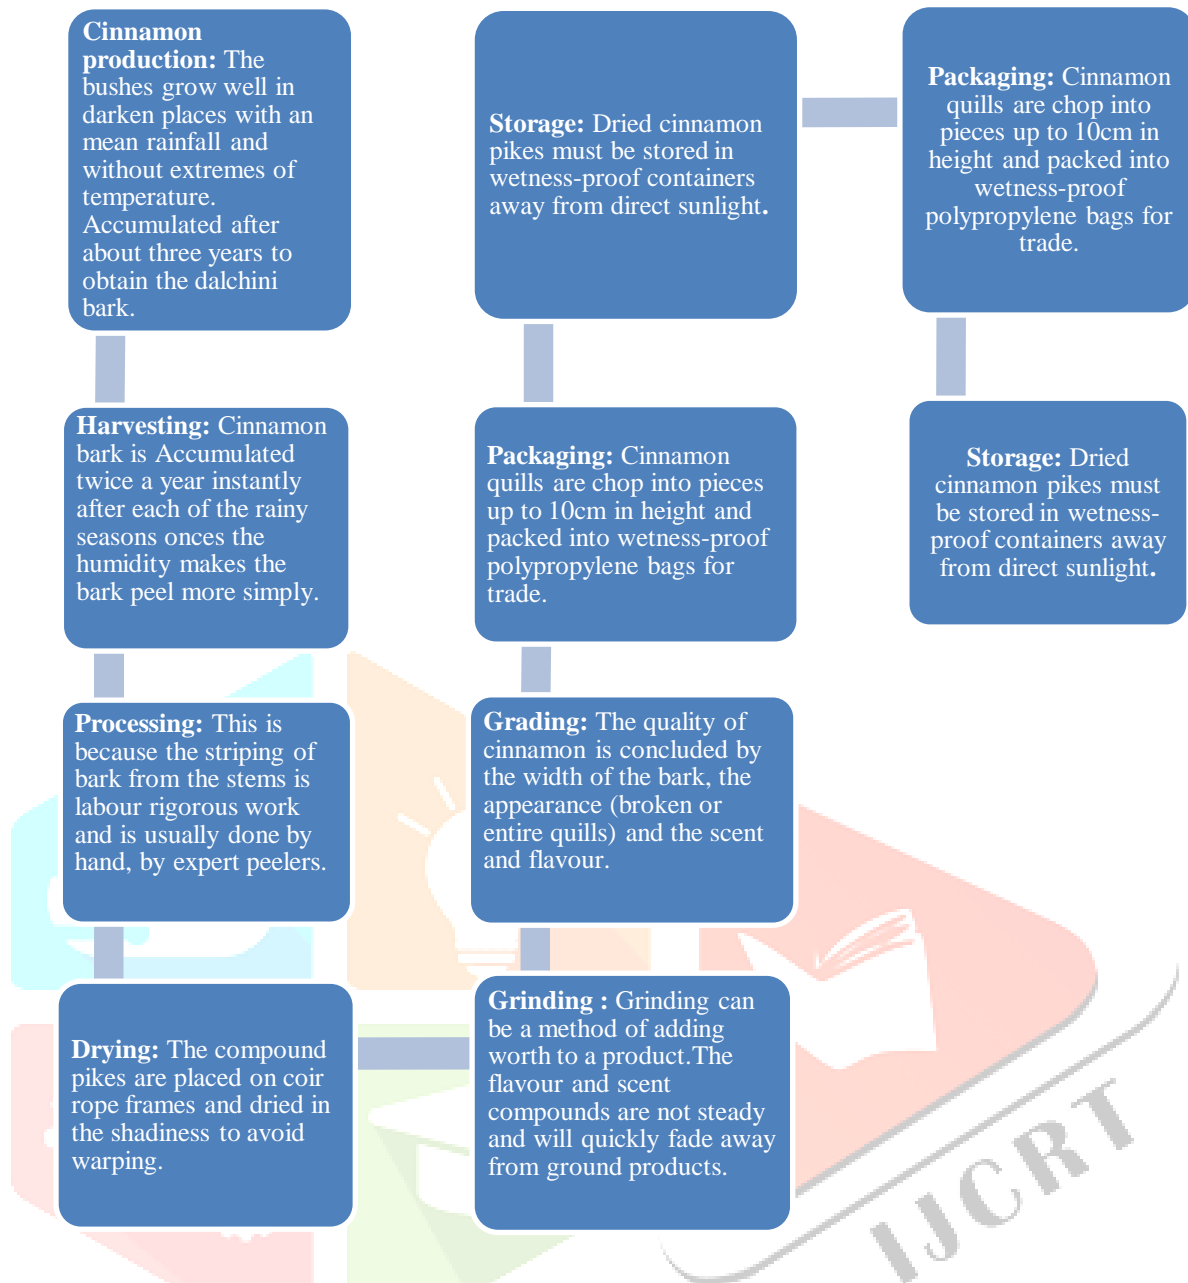 Cinnamon
production: The
bushes grow well in
darken places with an
mean rainfall and
without extremes of
temperature.
Accumulated after
about three years to
obtain the dalchini
bark.
Harvesting: Cinnamon
bark is Accumulated
twice a year instantly
after each of the rainy
seasons onces the
humidity makes the
bark peel more simply.
Processing: This is
because the striping of
bark from the stems is
labour rigorous work
and is usually done by
hand, by expert peelers.
Drying: The compound
pikes are placed on coir
rope frames and dried in
the shadiness to avoid
warping.
Grinding : Grinding can
be a method of adding
worth to a product.The
flavour and scent
compounds are not steady
and will quickly fade away
from ground products.
Grading: The quality of
cinnamon is concluded by
the width of the bark, the
appearance (broken or
entire quills) and the scent
and flavour.
Packaging: Cinnamon
quills are chop into pieces
up to 10cm in height and
packed into wetness-proof
polypropylene bags for
trade.
Storage: Dried cinnamon
pikes must be stored in
wetness-proof containers
away from direct sunlight.
Packaging: Cinnamon
quills are chop into
pieces up to 10cm in
height and packed into
wetness-proof
polypropylene bags for
trade.
Storage: Dried
cinnamon pikes must
be stored in wetness-
proof containers away
from direct sunlight.
IJCRT